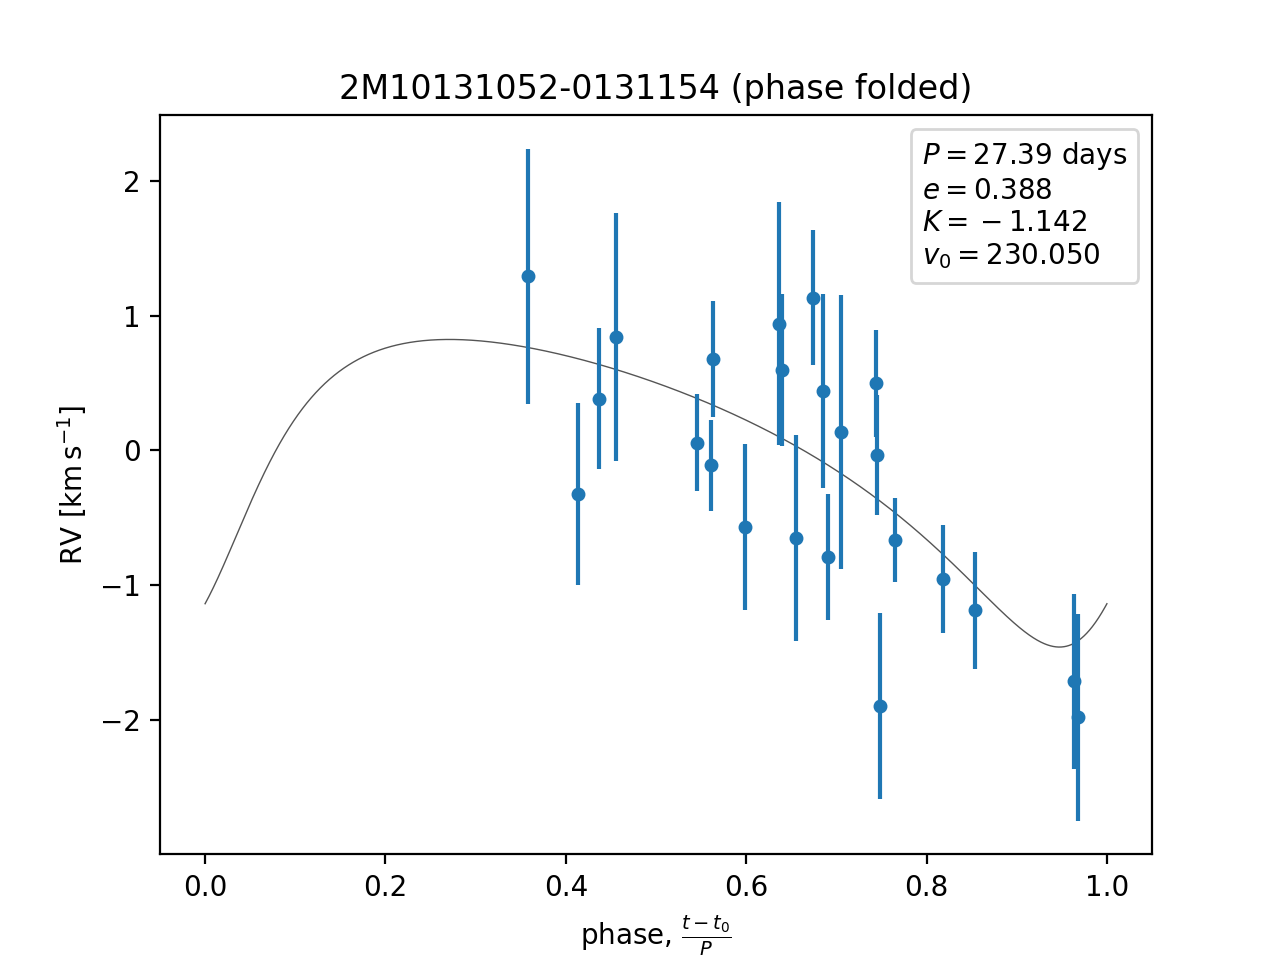 2M10131052-0131154 (phase folded)
P = 27.39 days
e = 0.388
K = −1.142
v₀ = 230.050
2
1
0
−1
−2
RV [km s⁻¹]
0.0 0.2 0.4 0.6 0.8 1.0
phase, (t − t₀)/P